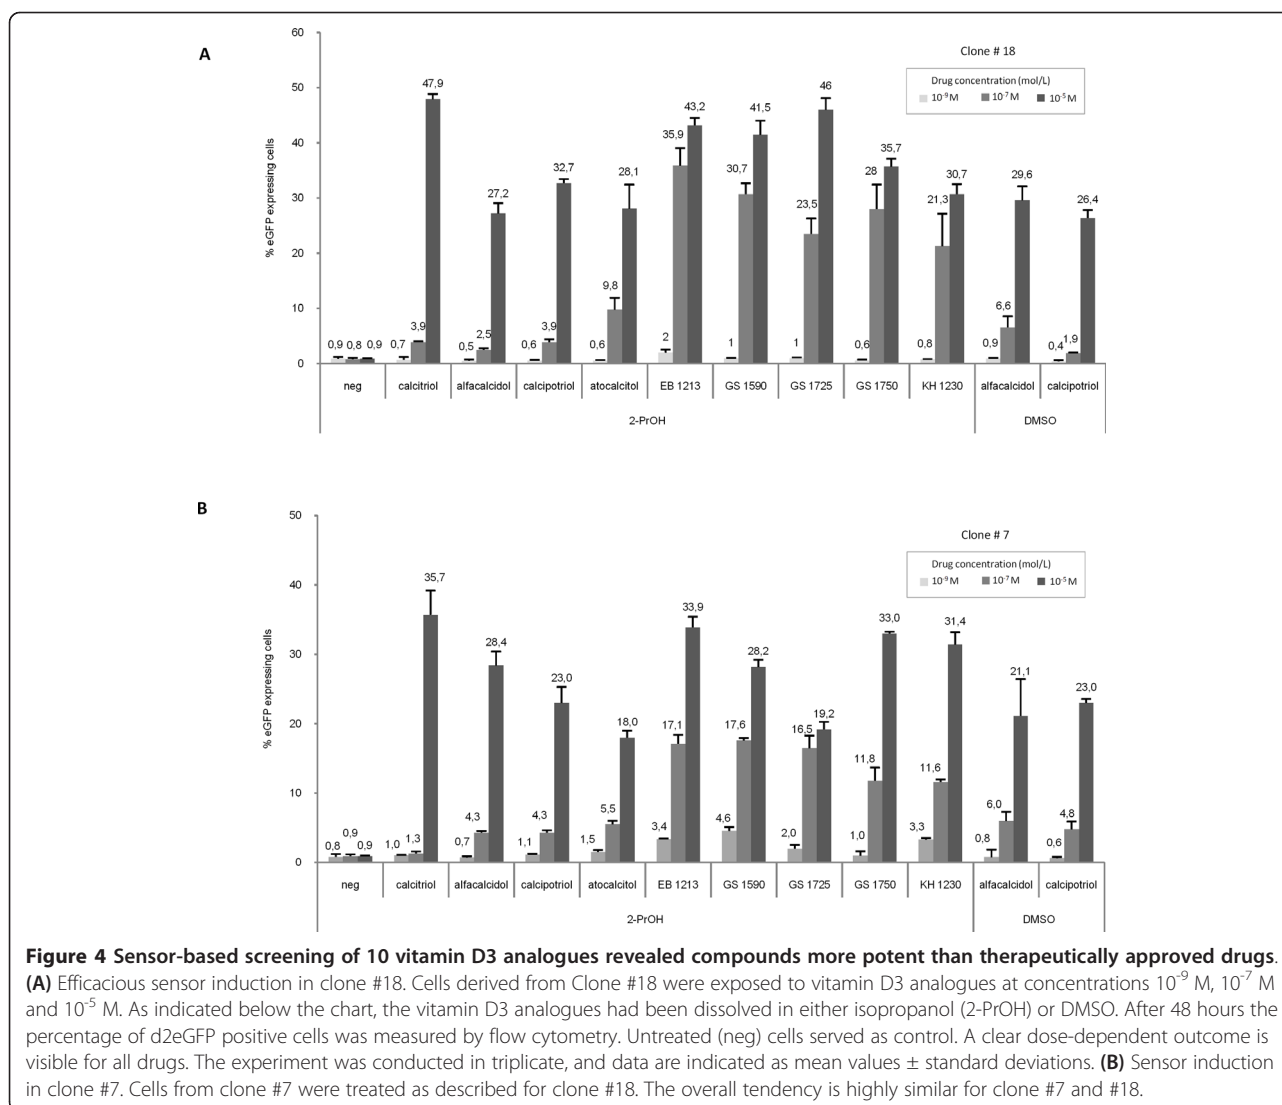 A
Clone # 18
Drug concentration (mol/L)
10⁻⁹ M 10⁻⁷ M 10⁻⁵ M
% eGFP expressing cells
60
50
40
30
20
10
0
0,9 0,8 0,9
0,7 3,9 47,9
0,5 2,5 27,2
0,6 3,9 32,7
0,6 9,8 28,1
2 35,9 43,2
1 30,7 41,5
1 23,5 46
0,6 28 35,7
0,8 21,3 30,7
0,9 6,6 29,6
0,4 1,9 26,4
neg calcitriol alfacalcidol calcipotriol atocalcitol EB 1213 GS 1590 GS 1725 GS 1750 KH 1230 alfacalcidol calcipotriol
2-PrOH DMSO
B
Clone # 7
Drug concentration (mol/L)
10⁻⁹ M 10⁻⁷ M 10⁻⁵ M
% eGFP expressing cells
50
40
30
20
10
0
0,8 0,9 0,9
1,0 1,3 35,7
0,7 4,3 28,4
1,1 4,3 23,0
1,5 5,5 18,0
3,4 17,1 33,9
4,6 17,6 28,2
2,0 16,5 19,2
1,0 11,8 33,0
3,3 11,6 31,4
0,8 6,0 21,1
0,6 4,8 23,0
neg calcitriol alfacalcidol calcipotriol atocalcitol EB 1213 GS 1590 GS 1725 GS 1750 KH 1230 alfacalcidol calcipotriol
2-PrOH DMSO
Figure 4 Sensor-based screening of 10 vitamin D3 analogues revealed compounds more potent than therapeutically approved drugs.
(A) Efficacious sensor induction in clone #18. Cells derived from Clone #18 were exposed to vitamin D3 analogues at concentrations 10⁻⁹ M, 10⁻⁷ M
and 10⁻⁵ M. As indicated below the chart, the vitamin D3 analogues had been dissolved in either isopropanol (2-PrOH) or DMSO. After 48 hours the
percentage of d2eGFP positive cells was measured by flow cytometry. Untreated (neg) cells served as control. A clear dose-dependent outcome is
visible for all drugs. The experiment was conducted in triplicate, and data are indicated as mean values ± standard deviations. (B) Sensor induction
in clone #7. Cells from clone #7 were treated as described for clone #18. The overall tendency is highly similar for clone #7 and #18.